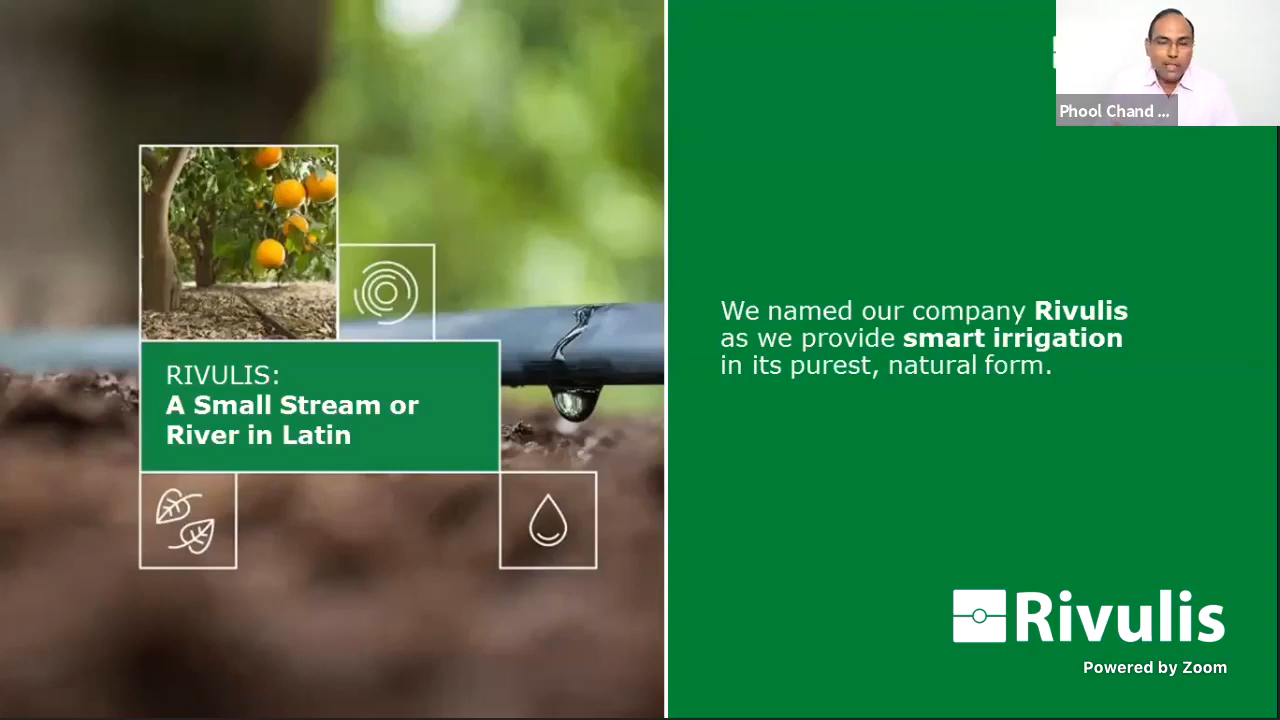 Phool Chand ...
RIVULIS:
A Small Stream or
River in Latin
We named our company Rivulis
as we provide smart irrigation
in its purest, natural form.
Rivulis
Powered by Zoom